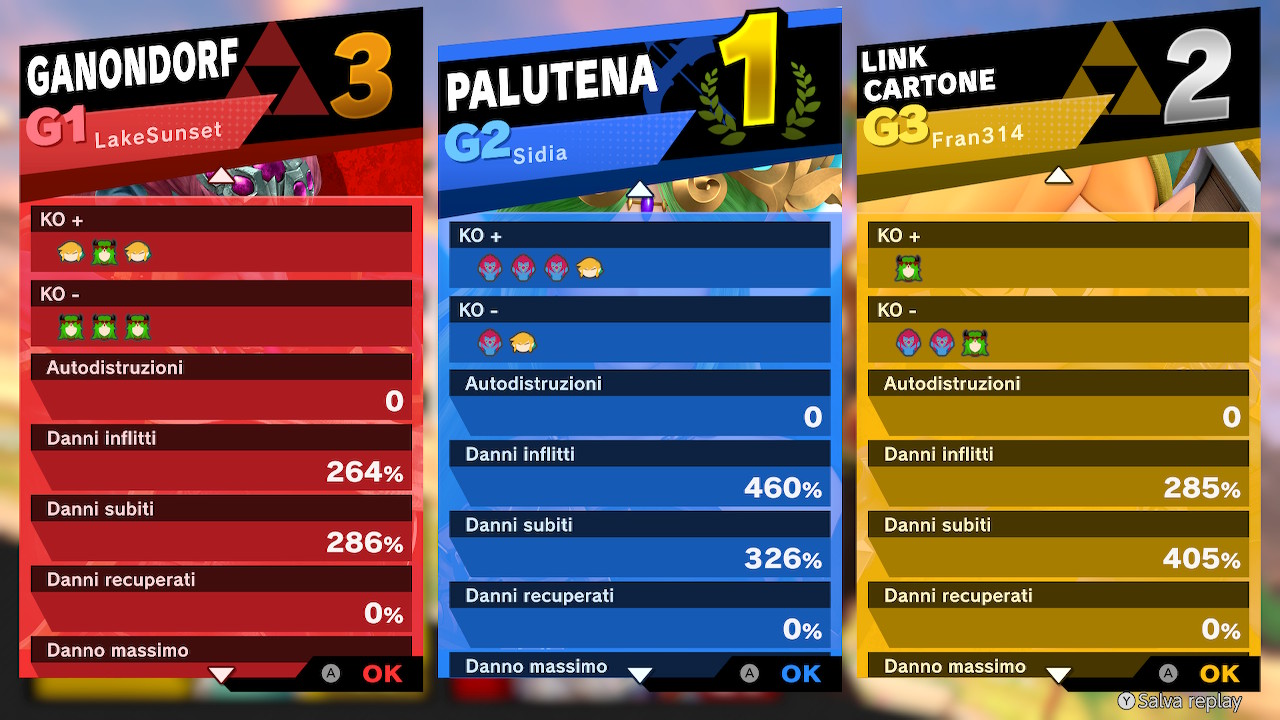 GANONDORF
3
G1 LakeSunset
KO +
KO -
Autodistruzioni
0
Danni inflitti
264%
Danni subiti
286%
Danni recuperati
0%
Danno massimo
A OK
PALUTENA
1
G2 Sidia
KO +
KO -
Autodistruzioni
0
Danni inflitti
460%
Danni subiti
326%
Danni recuperati
0%
Danno massimo
A OK
LINK
CARTONE
2
G3 Fran314
KO +
KO -
Autodistruzioni
0
Danni inflitti
285%
Danni subiti
405%
Danni recuperati
0%
Danno massimo
A OK
Y Salva replay